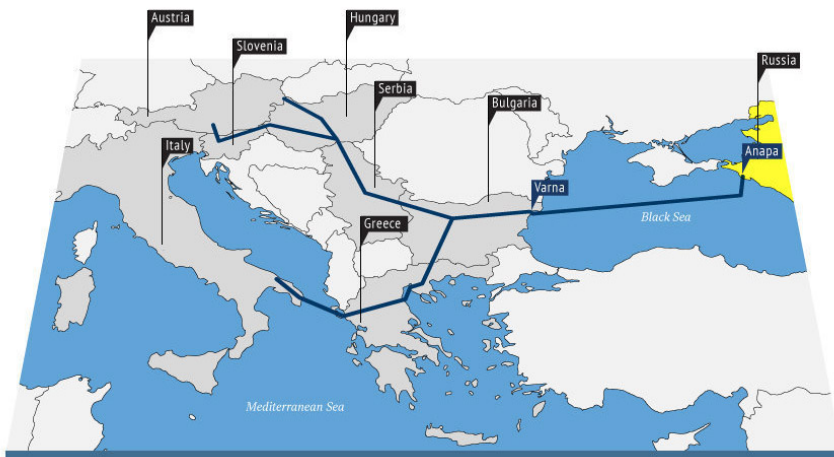 Austria
Hungary
Slovenia
Russia
Serbia
Bulgaria
Italy
Anapa
Varna
Greece
Black Sea
Mediterranean Sea